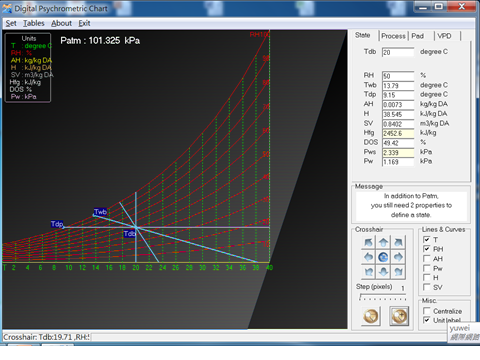 Digital Psychrometric Chart
Set Tables About Exit
Units
T : degree C
RH : %
AH : kg/kg DA
H : kJ/kg DA
SV : m3/kg DA
Hfg : kJ/kg
DOS : %
Pw : kPa
Patm : 101.325 kPa
Tdp
Twb
Tdb
T 2 4 6 8 10 12 14 16 18 20 22 24 26 28 30 32 34 36 38 40
State Process Pad VPD
Tdb 20 degree C
RH 50 %
Twb 13.79 degree C
Tdp 9.15 degree C
AH 0.0073 kg/kg DA
H 38.545 kJ/kg DA
SV 0.8402 m3/kg DA
Hfg 2452.6 kJ/kg
DOS 49.42 %
Pws 2.339 kPa
Pw 1.169 kPa
Message
In addition to Patm,
you still need 2 properties to
define a state.
Crosshair
Step (pixels) 1
Lines & Curves
T
RH
AH
Pw
H
SV
Misc.
Centralize
Unit label
yuwei
Crosshair: Tdb:19.71 ,RH: